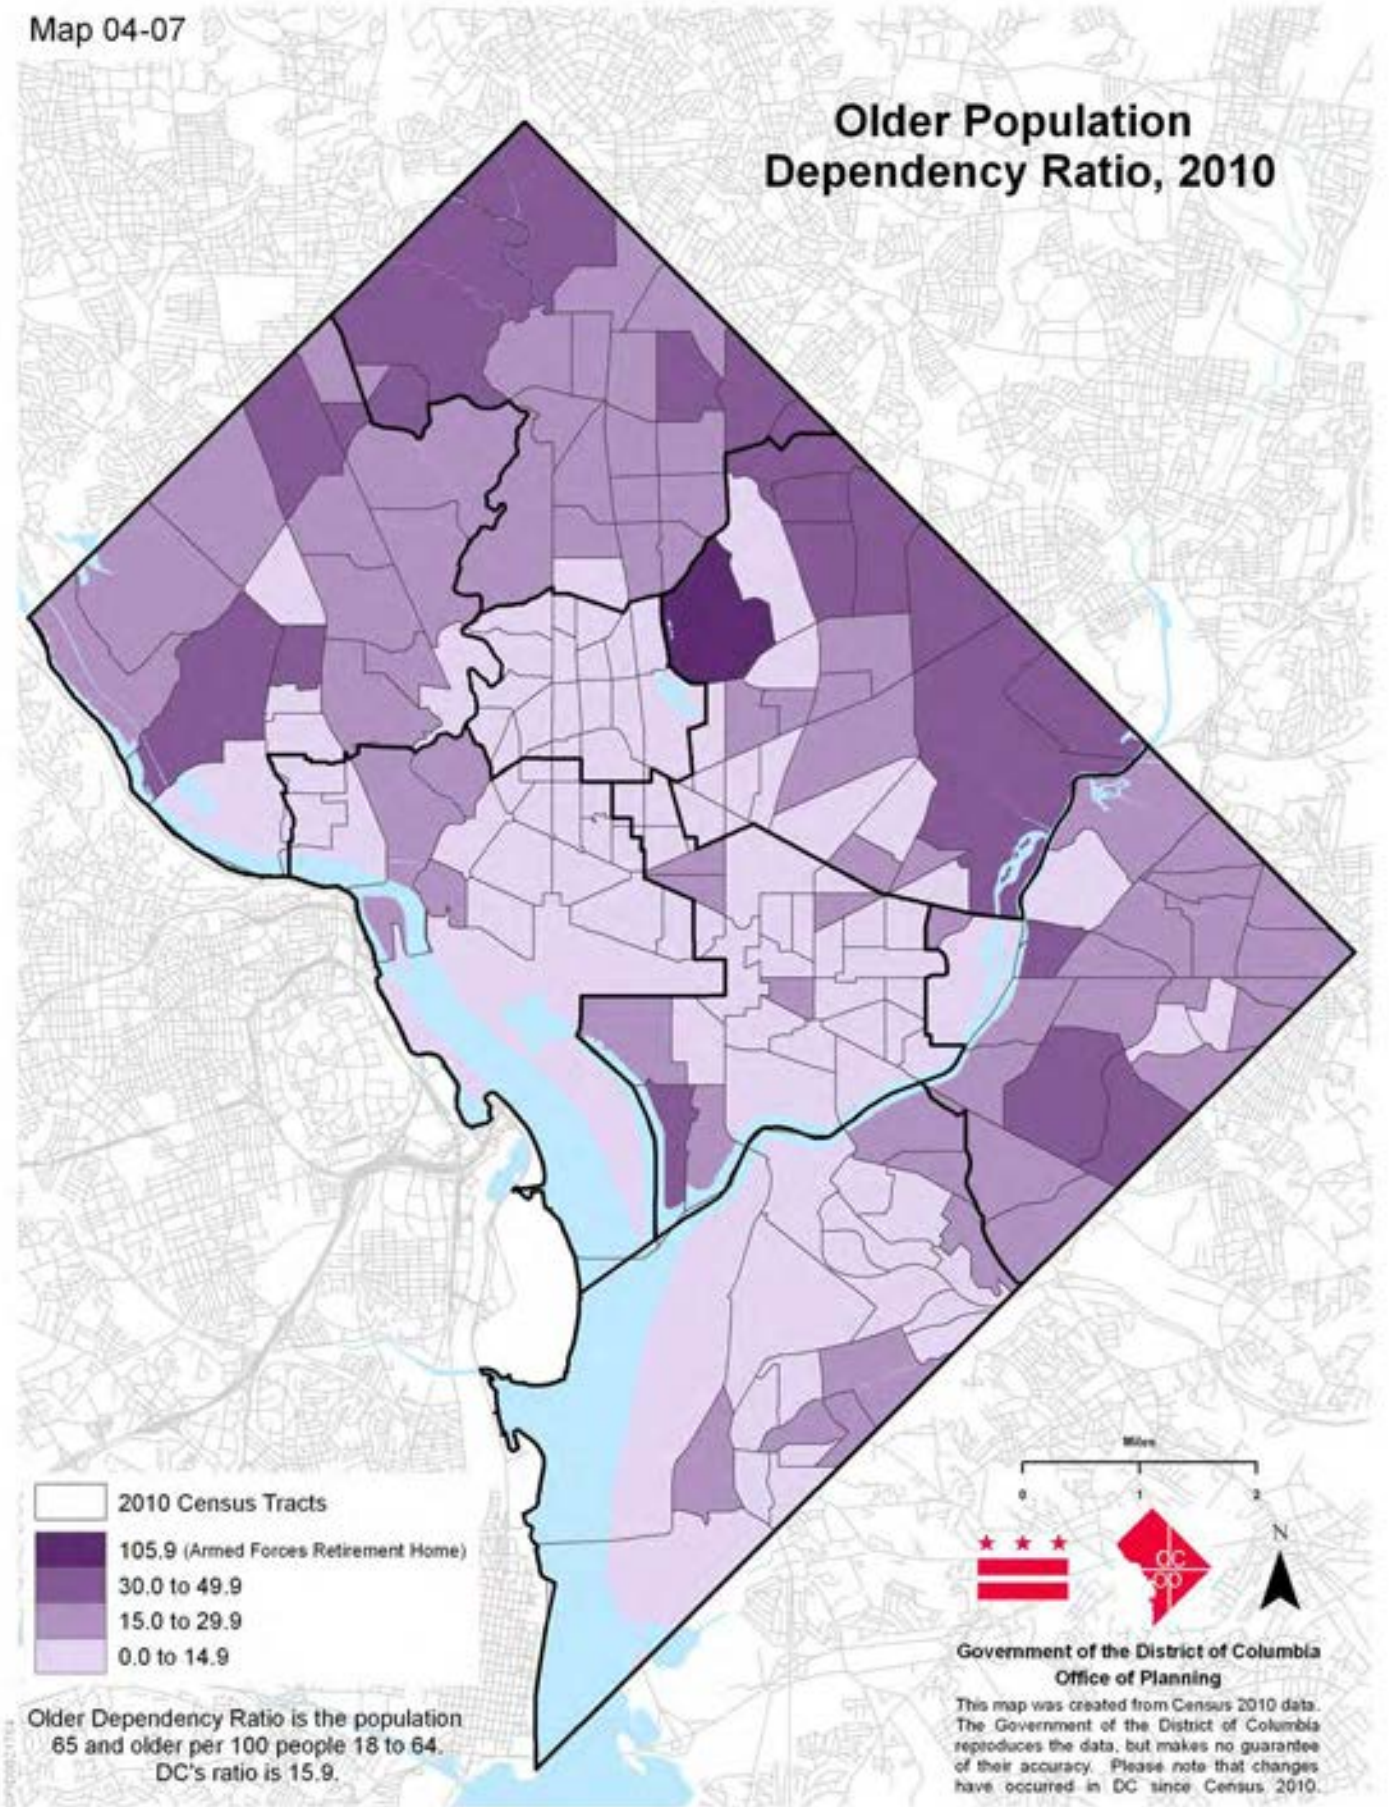 Map 04-07
Older Population
Dependency Ratio, 2010
2010 Census Tracts
105.9 (Armed Forces Retirement Home)
30.0 to 49.9
15.0 to 29.9
0.0 to 14.9
Older Dependency Ratio is the population
65 and older per 100 people 18 to 64.
DC's ratio is 15.9.
Miles
0 1 2
dc
op
N
Government of the District of Columbia
Office of Planning
This map was created from Census 2010 data.
The Government of the District of Columbia
reproduces the data, but makes no guarantee
of their accuracy. Please note that changes
have occurred in DC since Census 2010.